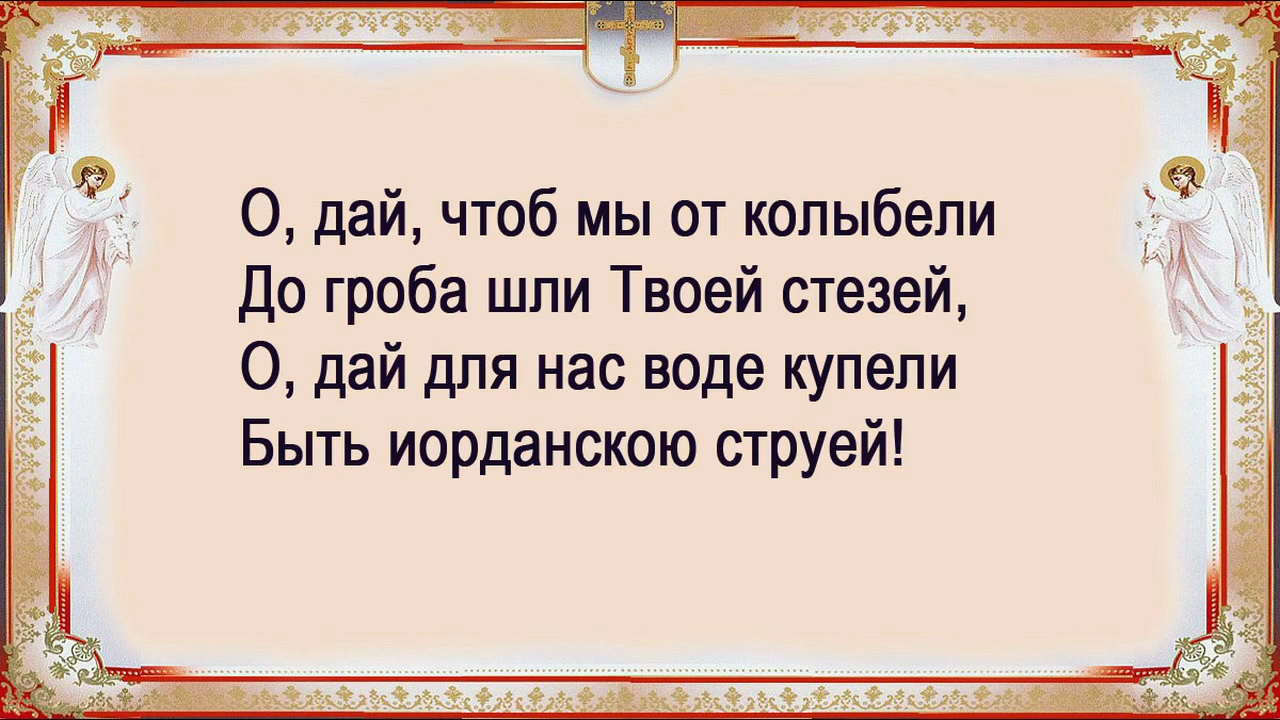 О, дай, чтоб мы от колыбели
До гроба шли Твоей стезей,
О, дай для нас воде купели
Быть иорданскою струей!